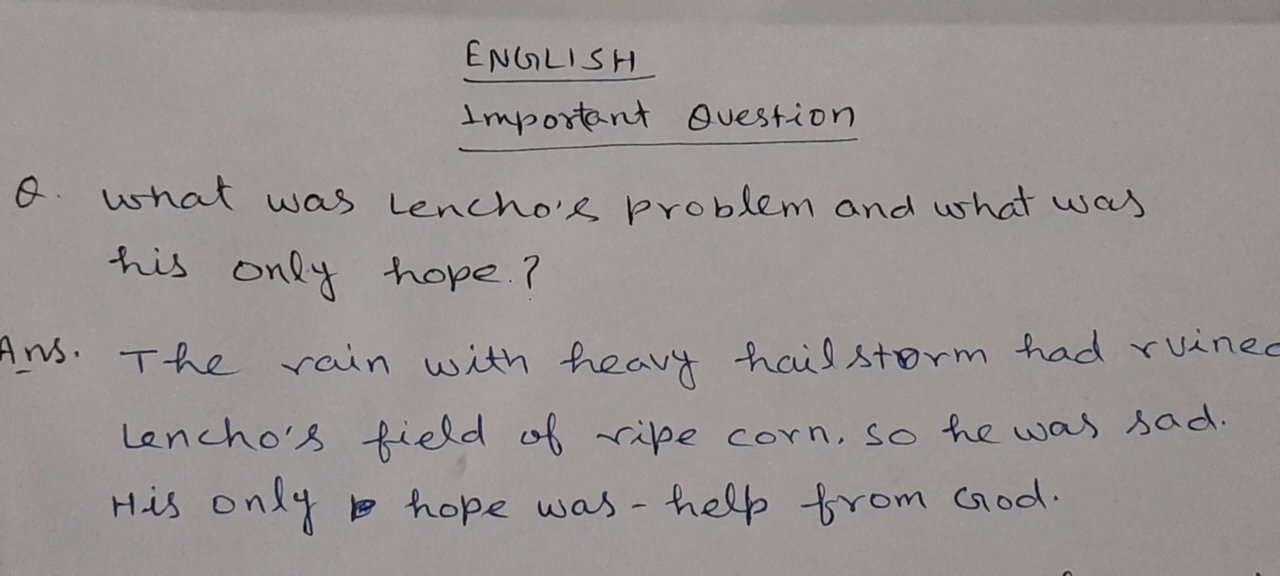 ENGLISH
Important Question
Q. what was Lencho's problem and what was
his only hope.?
Ans. The rain with heavy hailstorm had ruined
Lencho's field of ripe corn. so he was sad.
His only hope was - help from God.